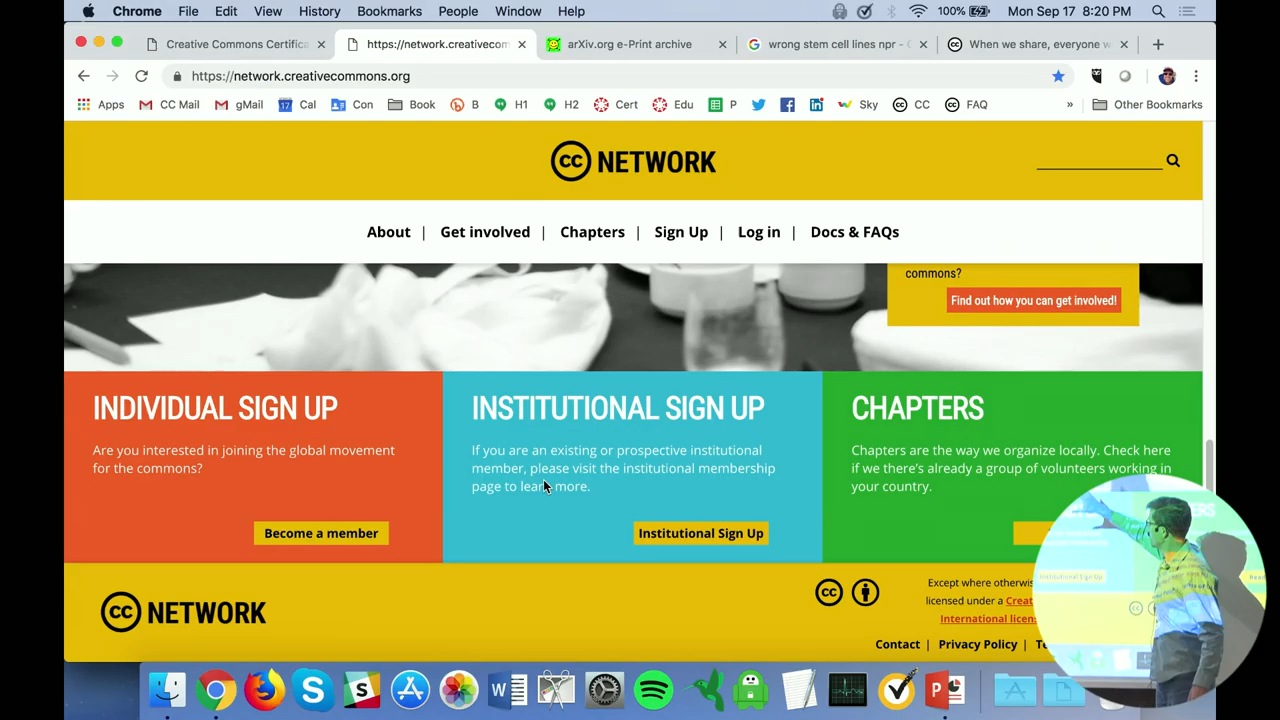 Chrome File Edit View History Bookmarks People Window Help 100% Mon Sep 17 8:20 PM
Creative Commons Certifica https://network.creativecom arXiv.org e-Print archive wrong stem cell lines npr - When we share, everyone w
https://network.creativecommons.org
Apps CC Mail gMail Cal Con Book B H1 H2 Cert Edu P Sky CC FAQ » Other Bookmarks
cc NETWORK
About | Get involved | Chapters | Sign Up | Log in | Docs & FAQs
commons?
Find out how you can get involved!
INDIVIDUAL SIGN UP
Are you interested in joining the global movement
for the commons?
Become a member
INSTITUTIONAL SIGN UP
If you are an existing or prospective institutional
member, please visit the institutional membership
page to learn more.
Institutional Sign Up
CHAPTERS
Chapters are the way we organize locally. Check here
if we there's already a group of volunteers working in
your country.
cc NETWORK
Except where otherwis
licensed under a Creat
International licens
Contact | Privacy Policy |
Institutional Sign Up